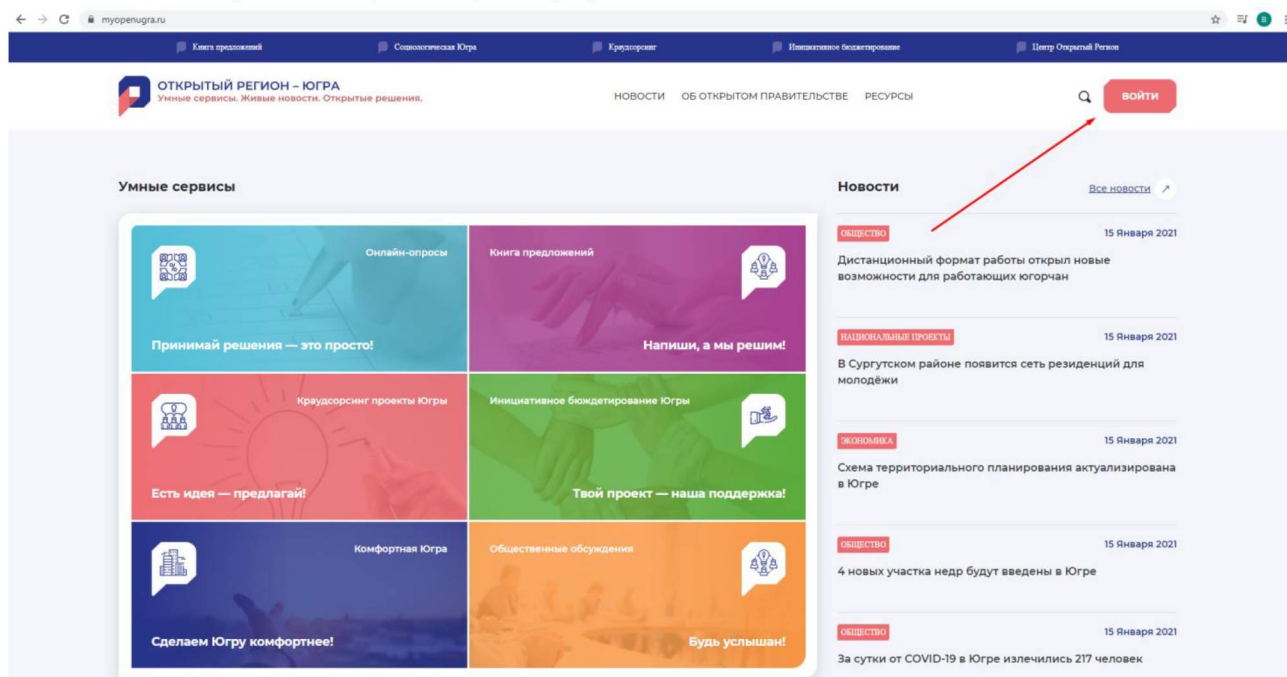 myopenugra.ru
Книга предложений
Социологическая Югра
Краудсорсинг
Инициативное бюджетирование
Центр Открытый Регион
ОТКРЫТЫЙ РЕГИОН – ЮГРА
Умные сервисы. Живые новости. Открытые решения.
НОВОСТИ ОБ ОТКРЫТОМ ПРАВИТЕЛЬСТВЕ РЕСУРСЫ
ВОЙТИ
Умные сервисы
Онлайн-опросы
Принимай решения — это просто!
Книга предложений
Напиши, а мы решим!
Краудсорсинг проекты Югры
Есть идея — предлагай!
Инициативное бюждетирование Югры
Твой проект — наша поддержка!
Комфортная Югра
Сделаем Югру комфортнее!
Общественные обсуждения
Будь услышан!
Новости
Все новости
ОБЩЕСТВО
15 Января 2021
Дистанционный формат работы открыл новые
возможности для работающих югорчан
НАЦИОНАЛЬНЫЕ ПРОЕКТЫ
15 Января 2021
В Сургутском районе появится сеть резиденций для
молодёжи
ЭКОНОМИКА
15 Января 2021
Схема территориального планирования актуализирована
в Югре
ОБЩЕСТВО
15 Января 2021
4 новых участка недр будут введены в Югре
ОБЩЕСТВО
15 Января 2021
За сутки от COVID-19 в Югре излечились 217 человек